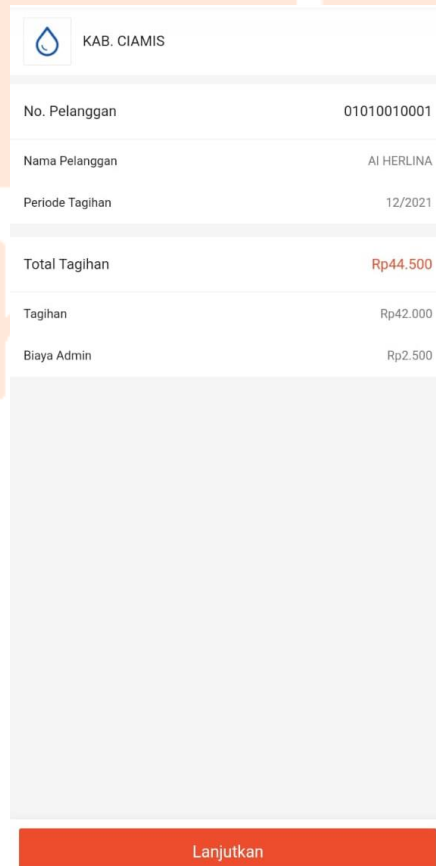 KAB. CIAMIS
No. Pelanggan 01010010001
Nama Pelanggan AI HERLINA
Periode Tagihan 12/2021
Total Tagihan Rp44.500
Tagihan Rp42.000
Biaya Admin Rp2.500
Lanjutkan